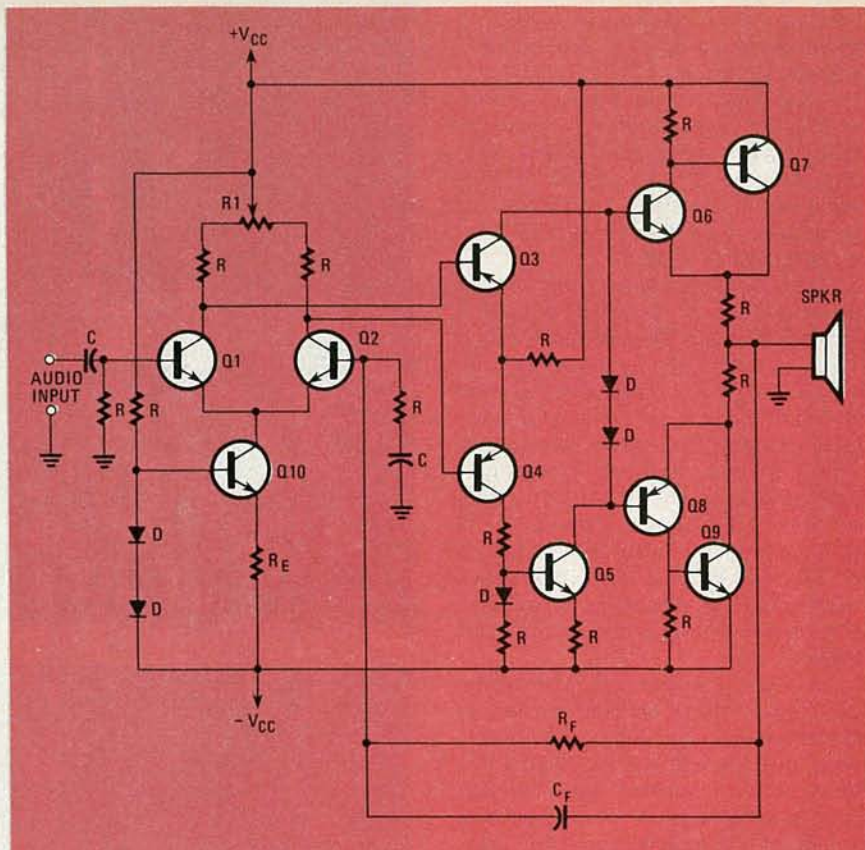 +VCC
R
Q7
R1
Q6
R
R
Q3
SPKR
C
Q1
Q2
R
R
AUDIO
INPUT
R
R
R
R
Q10
C
Q4
Q8
D
D
D
RE
R
Q5
Q9
D
D
R
R
R
-VCC
RF
CF